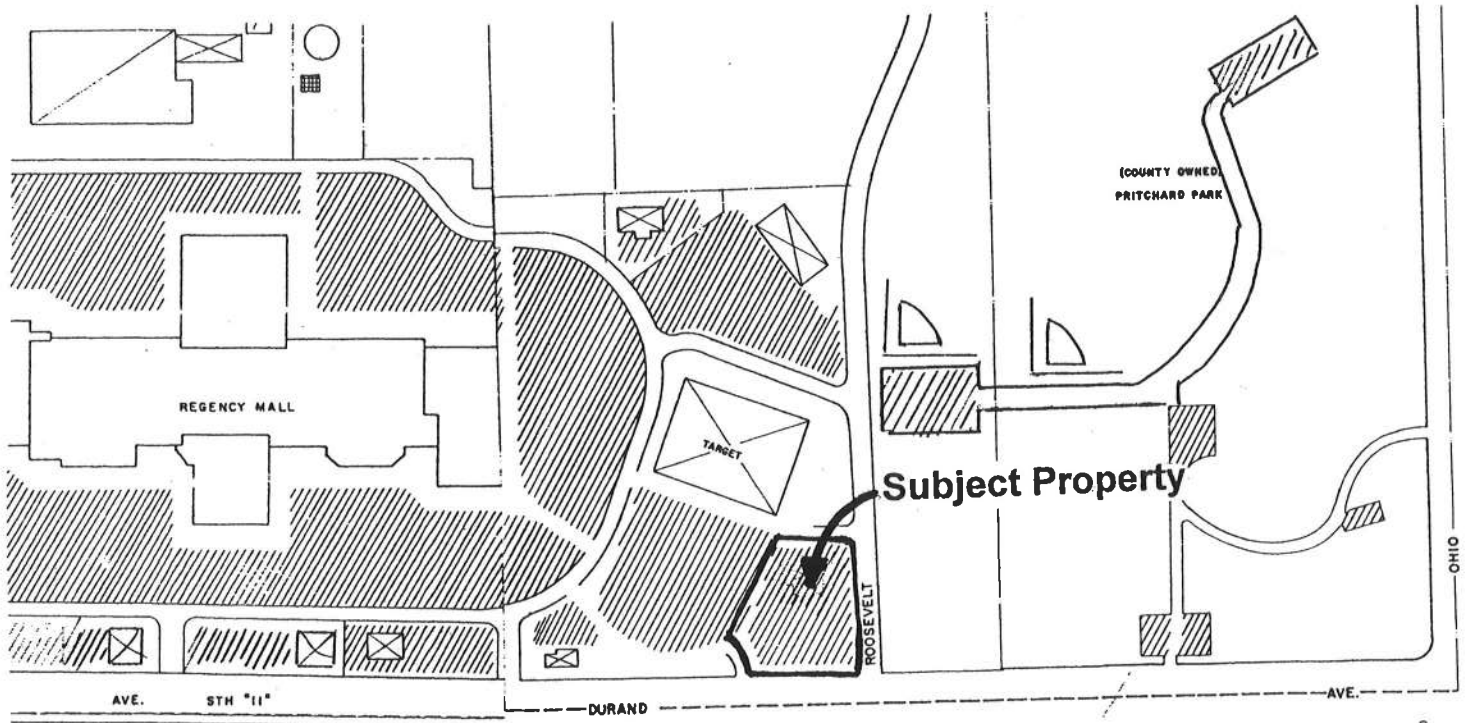 (COUNTY OWNED)
PRITCHARD PARK
REGENCY MALL
TARGET
Subject Property
ROOSEVELT
OHIO
AVE. STH "11"
DURAND
AVE.